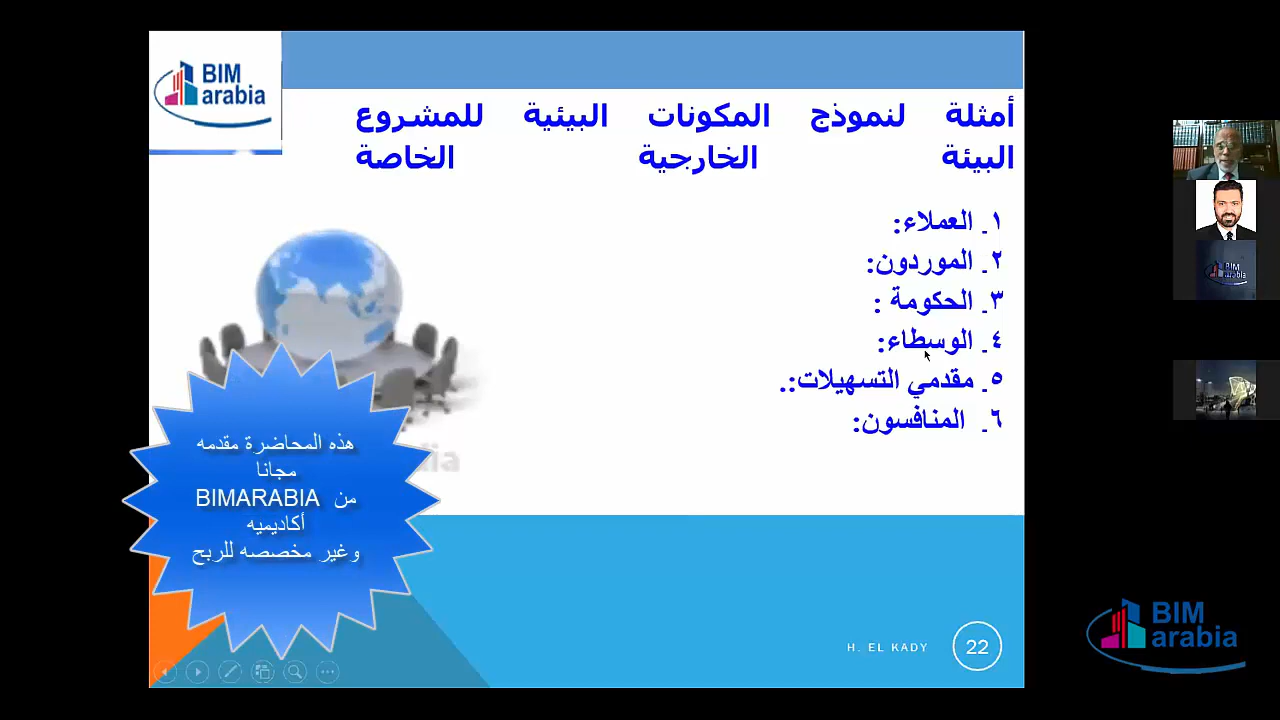 BIM
arabia
أمثلة لنموذج المكونات البيئية للمشروع
البيئة الخارجية الخاصة
١. العملاء:
٢. الموردون:
٣. الحكومة :
٤. الوسطاء:
٥. مقدمي التسهيلات:.
٦. المنافسون:
هذه المحاضرة مقدمه
مجانا
من BIMARABIA
أكاديميه
وغير مخصصه للربح
H. EL KADY
22
BIM
arabia